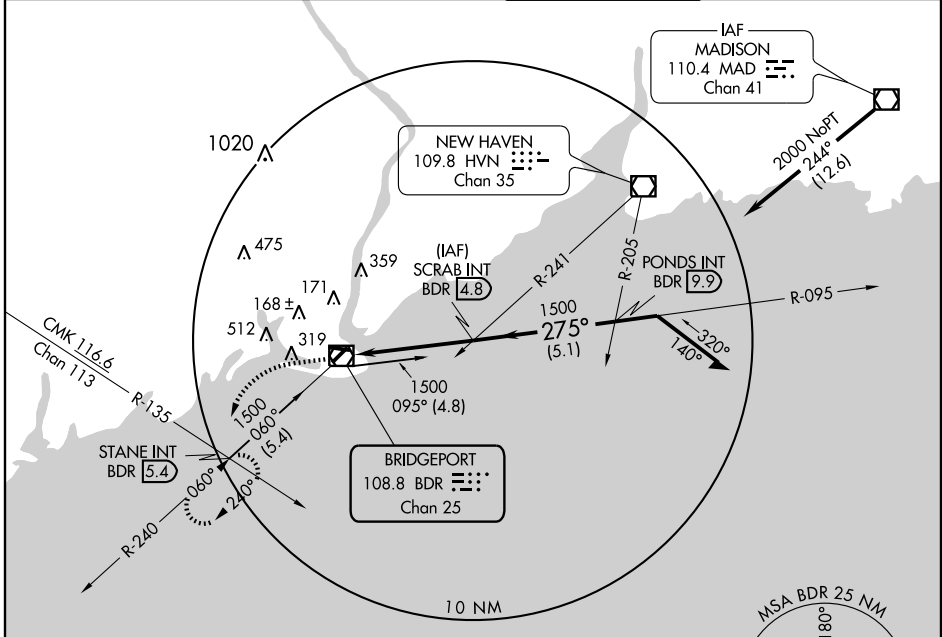 IAF
MADISON
110.4 MAD
Chan 41
2000 NoPT
244°
(12.6)
1020
NEW HAVEN
109.8 HVN
Chan 35
475
359
(IAF)
SCRAB INT
BDR 4.8
R-241
R-205
PONDS INT
BDR 9.9
R-095
171
168 ±
512
319
1500
275°
(5.1)
320°
140°
CMK 116.6
Chan 113
R-135
1500
095° (4.8)
1500
060°
(5.4)
STANE INT
BDR 5.4
060°
240°
R-240
BRIDGEPORT
108.8 BDR
Chan 25
10 NM
MSA BDR 25 NM